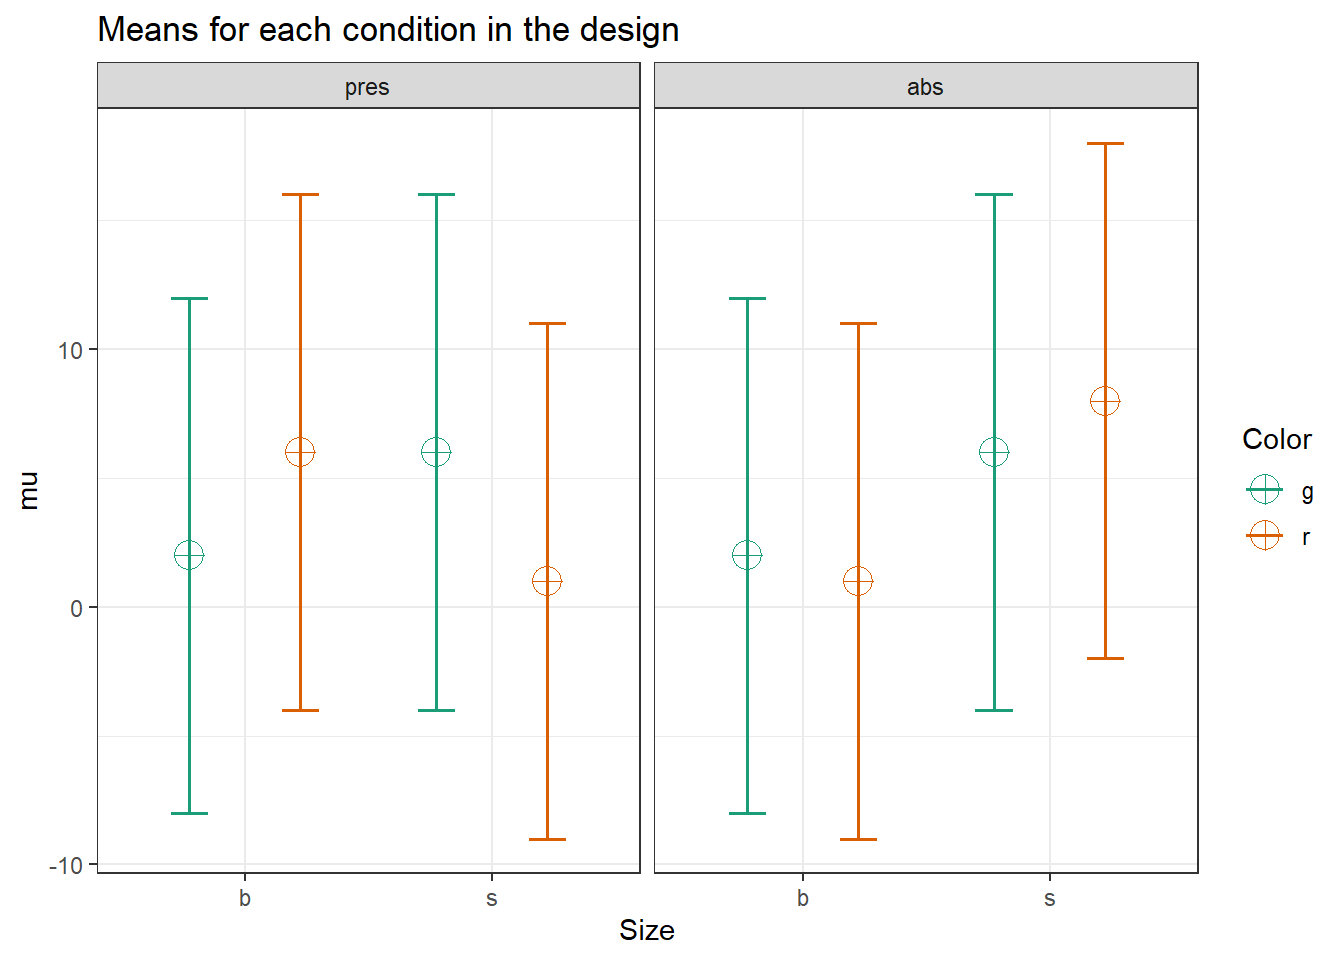 Means for each condition in the design
pres
abs
mu
10
0
-10
b
s
b
s
Size
Color
g
r